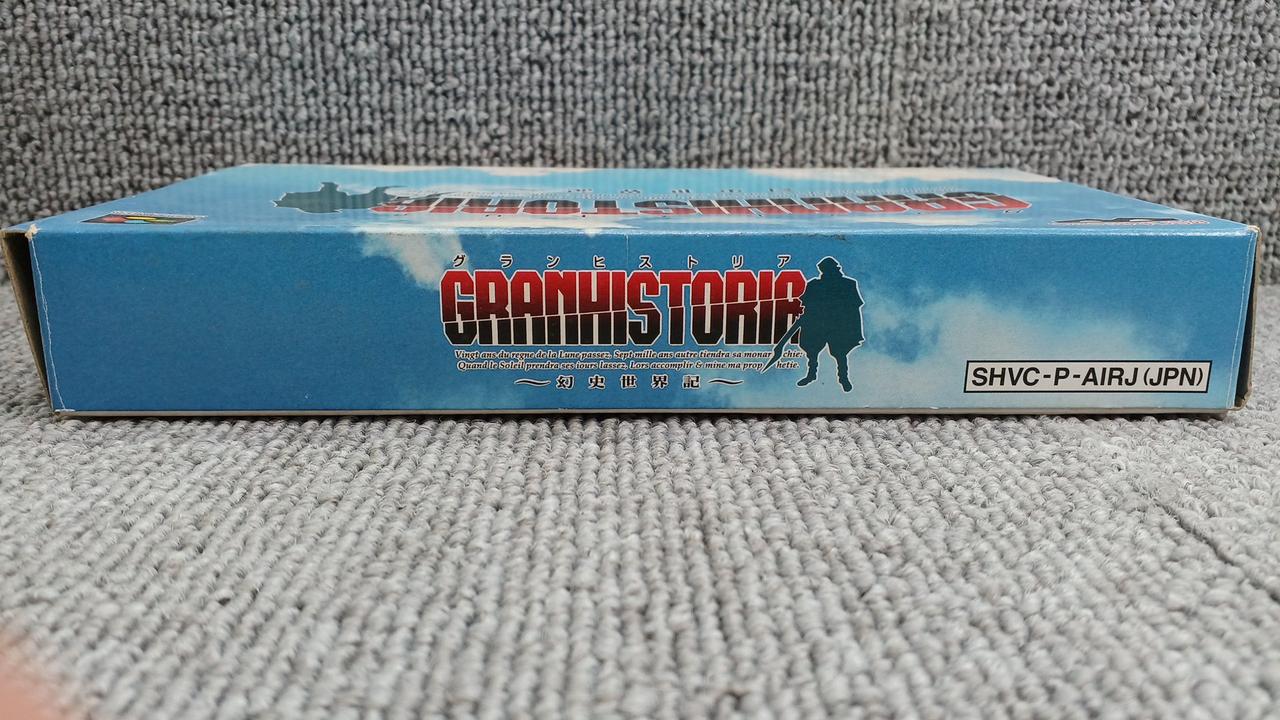 グランヒストリア
GRANHISTORIA
Vingt ans du regne de la Lune passez, Sept mille ans autre tiendra sa monarchie:
Quand le Soleil prendra ses iours lassez, Lors accomplir & mine ma prophetie.
～幻史世界記～
SHVC-P-AIRJ (JPN)
GRANHISTORIA